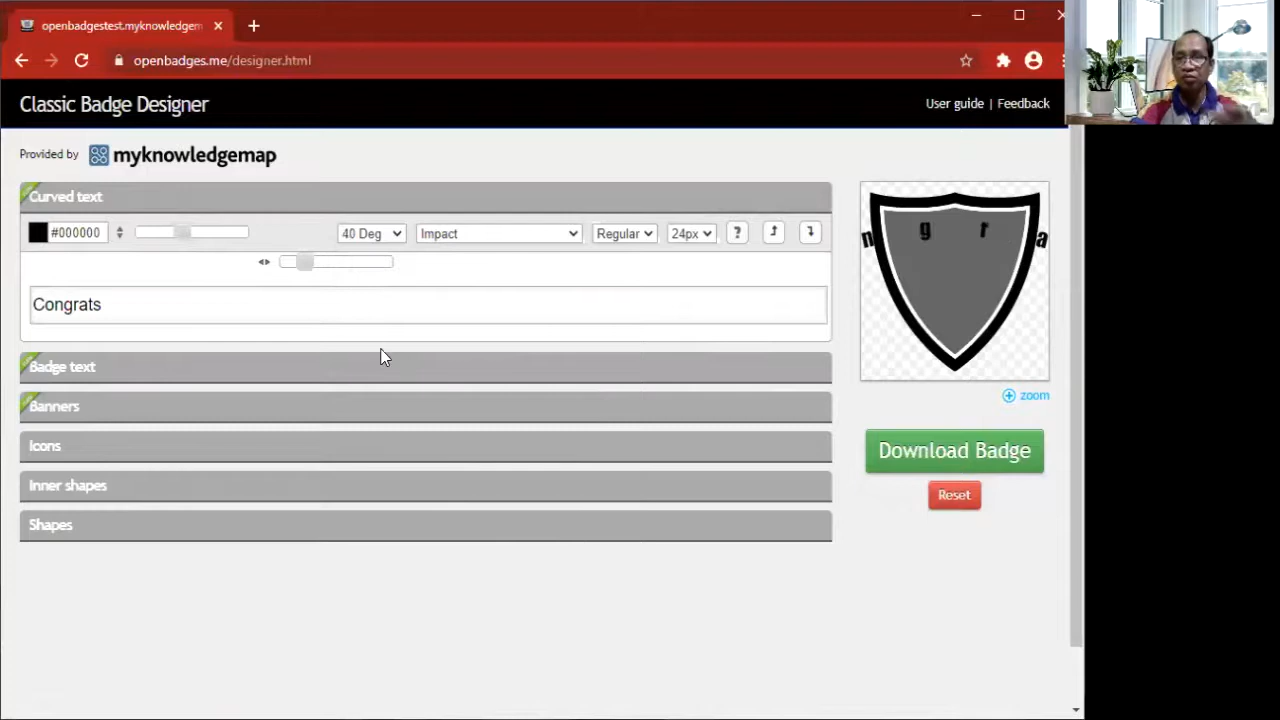 openbadgestest.myknowledgem
openbadges.me/designer.html
Classic Badge Designer
User guide | Feedback
Provided by myknowledgemap
Curved text
#000000
40 Deg
Impact
Regular
24px
?
Congrats
n g r a
Badge text
Banners
Icons
Inner shapes
Shapes
zoom
Download Badge
Reset